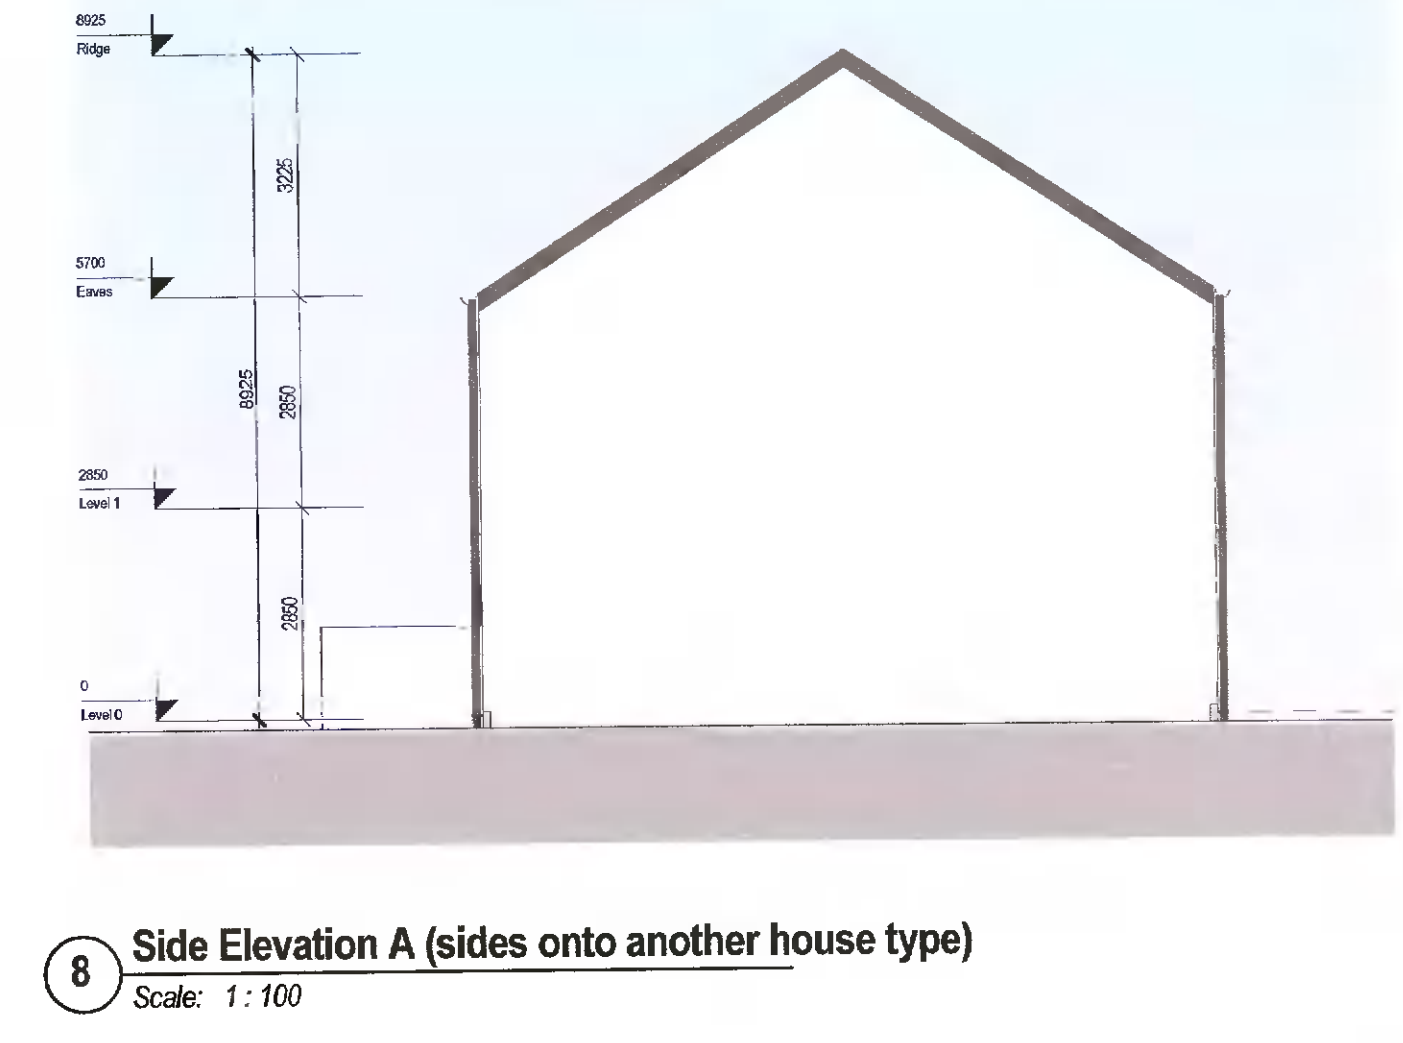 8925
Ridge
3225
5700
Eaves
8925
2850
2850
Level 1
2850
0
Level 0
8
Side Elevation A (sides onto another house type)
Scale: 1 : 100